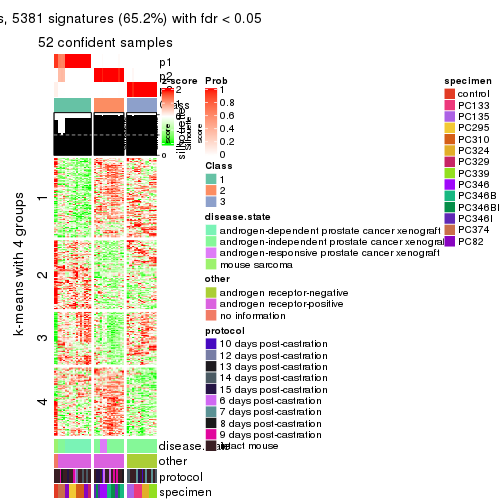 s, 5381 signatures (65.2%) with fdr < 0.05
52 confident samples
p1
p2
Class
silhouette
score
z-score
2
0
Prob
1
0.8
0.6
0.4
0.2
0
Class
1
2
3
disease.state
androgen-dependent prostate cancer xenograft
androgen-independent prostate cancer xenograft
androgen-responsive prostate cancer xenograft
mouse sarcoma
other
androgen receptor-negative
androgen receptor-positive
no information
protocol
10 days post-castration
12 days post-castration
13 days post-castration
14 days post-castration
15 days post-castration
6 days post-castration
7 days post-castration
8 days post-castration
9 days post-castration
intact mouse
specimen
control
PC133
PC135
PC295
PC310
PC324
PC329
PC339
PC346
PC346B
PC346BI
PC346I
PC374
PC82
k-means with 4 groups
1
2
3
4
other
protocol
specimen